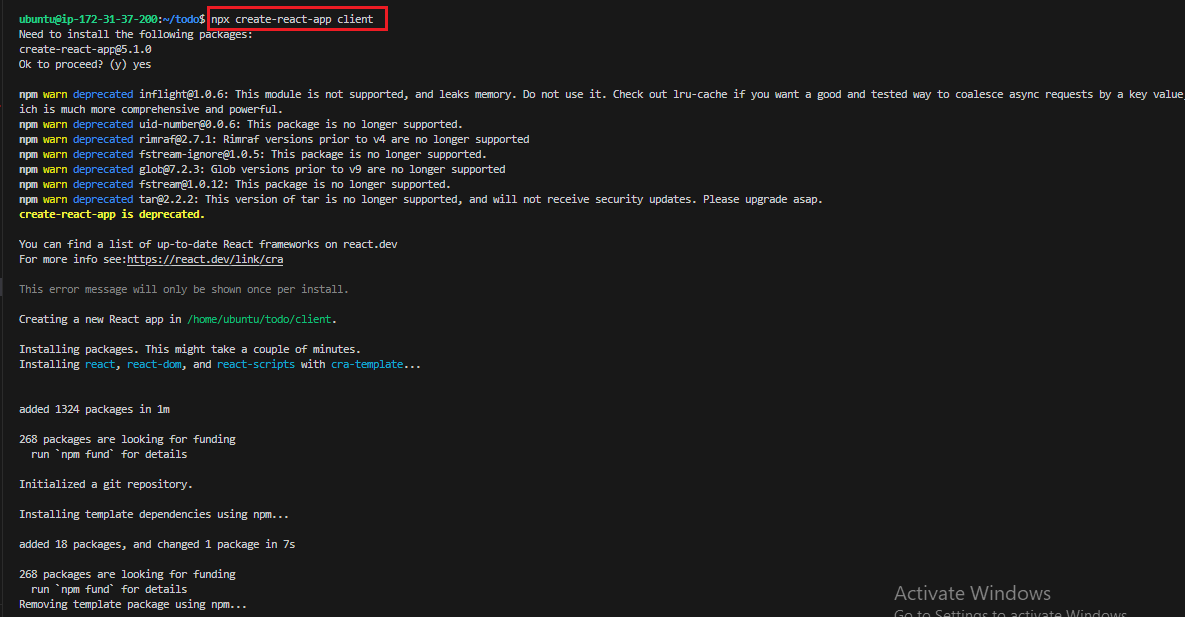 ubuntu@ip-172-31-37-200:~/todo$ npx create-react-app client
Need to install the following packages:
create-react-app@5.1.0
Ok to proceed? (y) yes
npm warn deprecated inflight@1.0.6: This module is not supported, and leaks memory. Do not use it. Check out lru-cache if you want a good and tested way to coalesce async requests by a key value,
ich is much more comprehensive and powerful.
npm warn deprecated uid-number@0.0.6: This package is no longer supported.
npm warn deprecated rimraf@2.7.1: Rimraf versions prior to v4 are no longer supported
npm warn deprecated fstream-ignore@1.0.5: This package is no longer supported.
npm warn deprecated glob@7.2.3: Glob versions prior to v9 are no longer supported
npm warn deprecated fstream@1.0.12: This package is no longer supported.
npm warn deprecated tar@2.2.2: This version of tar is no longer supported, and will not receive security updates. Please upgrade asap.
create-react-app is deprecated.
You can find a list of up-to-date React frameworks on react.dev
For more info see:https://react.dev/link/cra
This error message will only be shown once per install.
Creating a new React app in /home/ubuntu/todo/client.
Installing packages. This might take a couple of minutes.
Installing react, react-dom, and react-scripts with cra-template...
added 1324 packages in 1m
268 packages are looking for funding
run `npm fund` for details
Initialized a git repository.
Installing template dependencies using npm...
added 18 packages, and changed 1 package in 7s
268 packages are looking for funding
run `npm fund` for details
Removing template package using npm...
Activate Windows
Go to Settings to activate Windows.